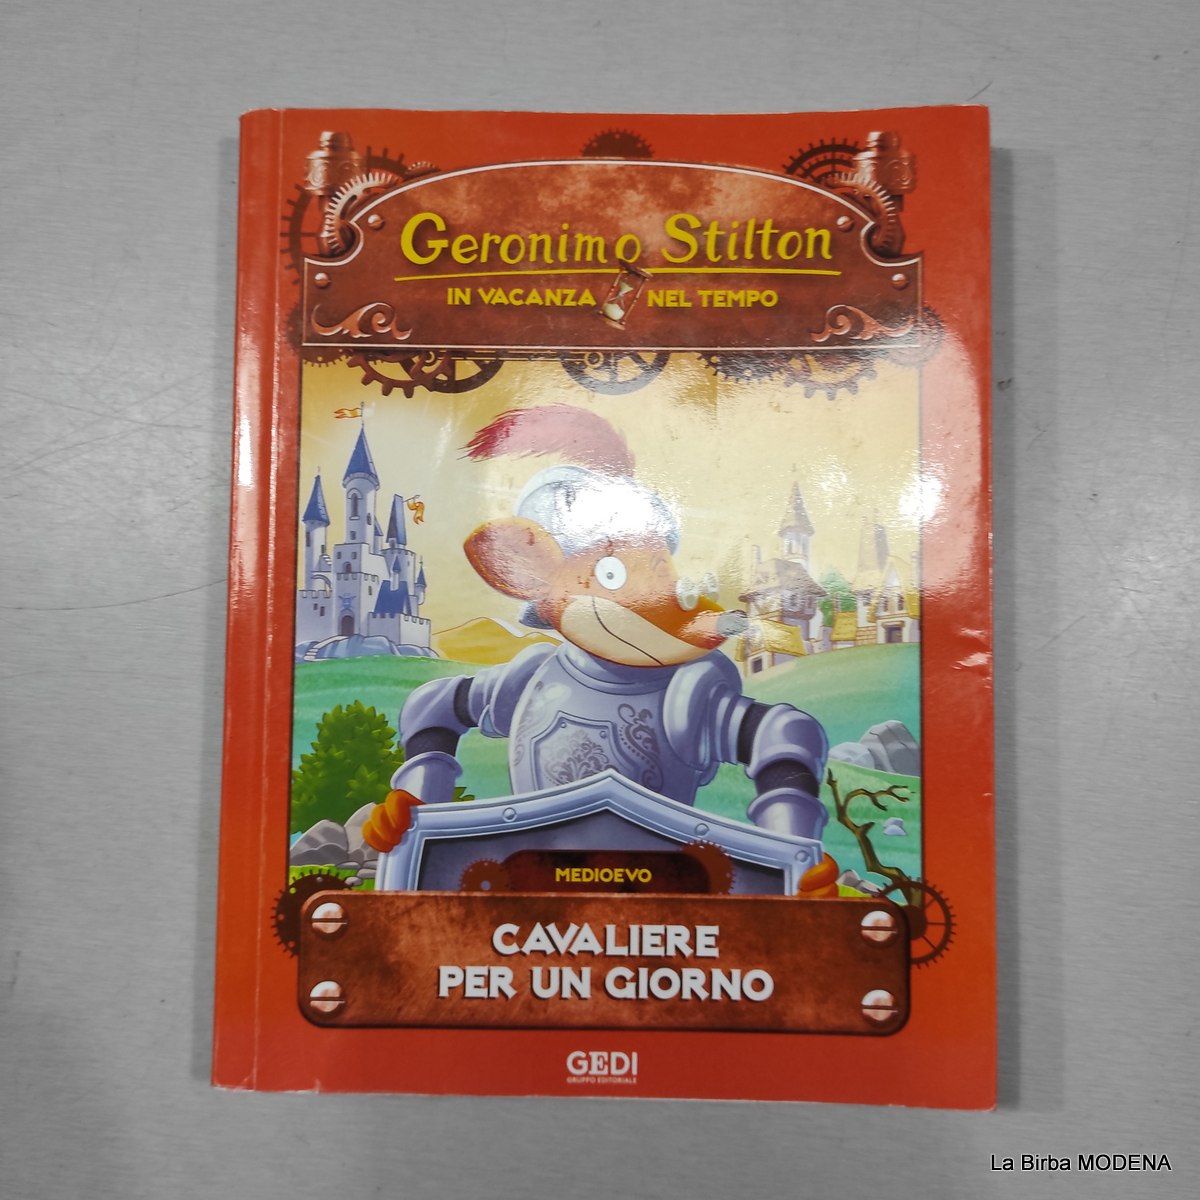 Geronimo Stilton
IN VACANZA NEL TEMPO
MEDIOEVO
CAVALIERE
PER UN GIORNO
GEDI
GRUPPO EDITORIALE
La Birba MODENA